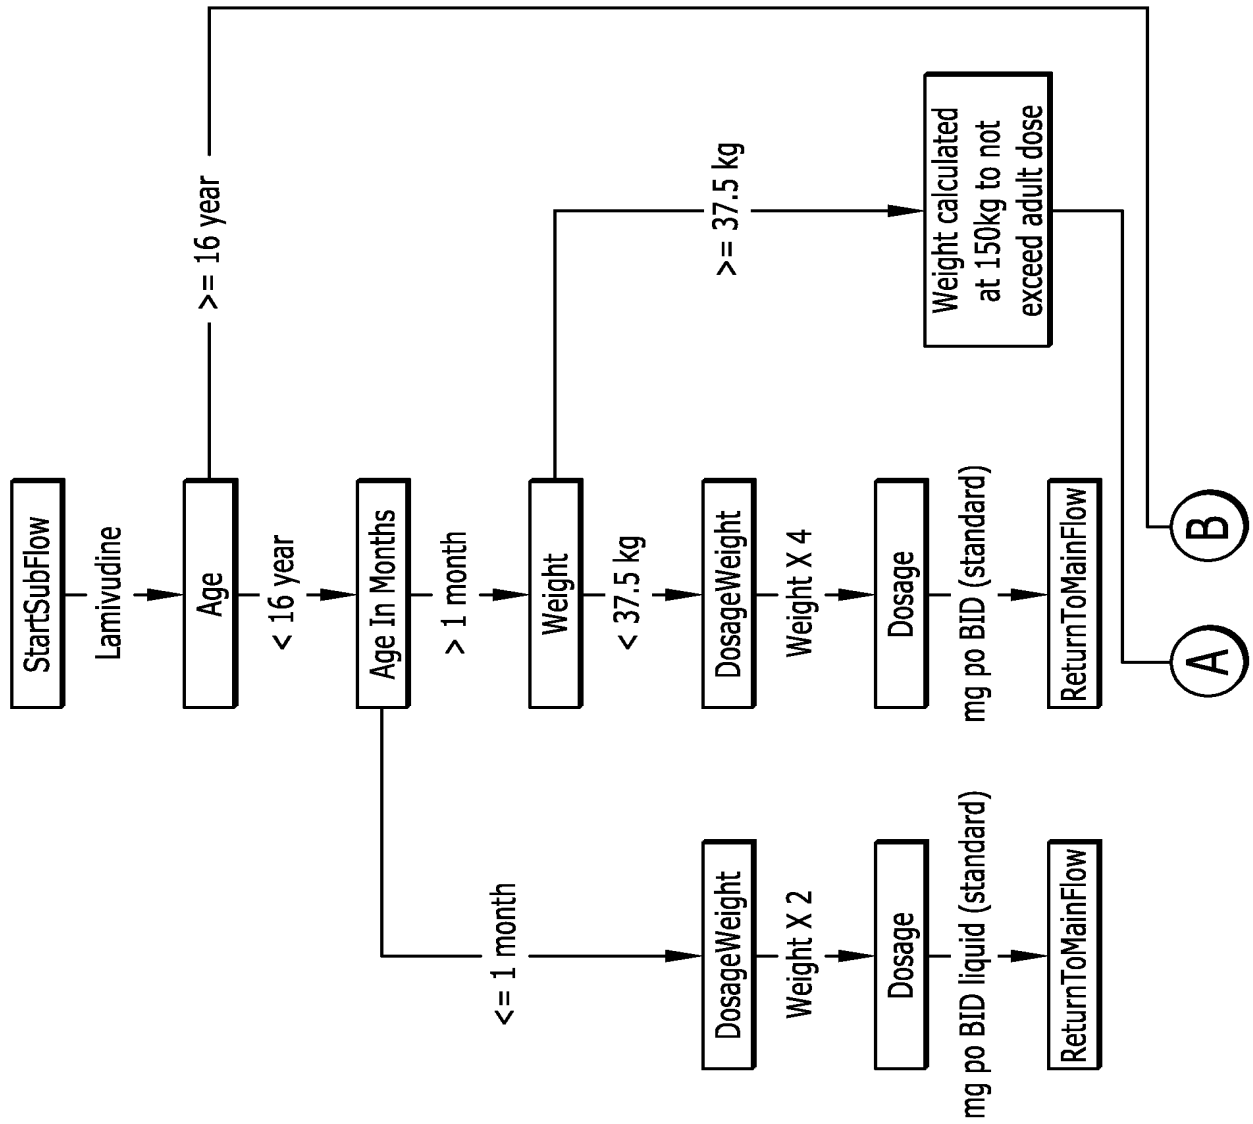 StartSubFlow
Lamivudine
Age
>= 16 year
< 16 year
Age In Months
<= 1 month
> 1 month
Weight
< 37.5 kg
>= 37.5 kg
DosageWeight
Weight X 2
Dosage
mg po BID liquid (standard)
ReturnToMainFlow
DosageWeight
Weight X 4
Dosage
mg po BID (standard)
ReturnToMainFlow
Weight calculated
at 150kg to not
exceed adult dose
A
B